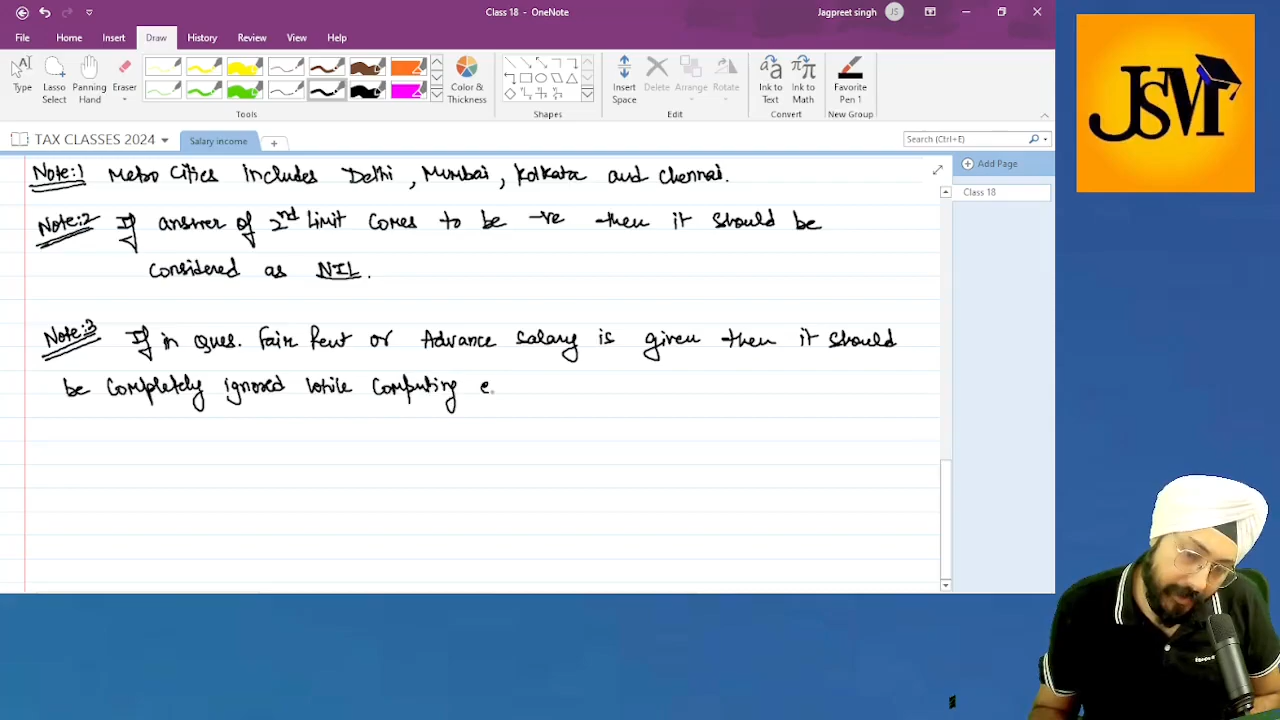 Class 18 - OneNote
Jagpreet singh JS
File Home Insert Draw History Review View Help
Type Lasso Select Panning Hand Eraser
Color & Thickness
Insert Space Delete Arrange Rotate
Ink to Text Ink to Math
Favorite Pen 1
Tools Shapes Edit Convert New Group
TAX CLASSES 2024 Salary income
Search (Ctrl+E)
Add Page
Class 18
Note:1 Metro Cities includes Delhi, Mumbai, Kolkata and Chennai.
Note:2 If answer of 2nd limit Comes to be -ve then it should be
Considered as NIL.
Note:3 If in Ques. Fair Rent or Advance Salary is given then it should
be Completely ignored while Computing e
JSM